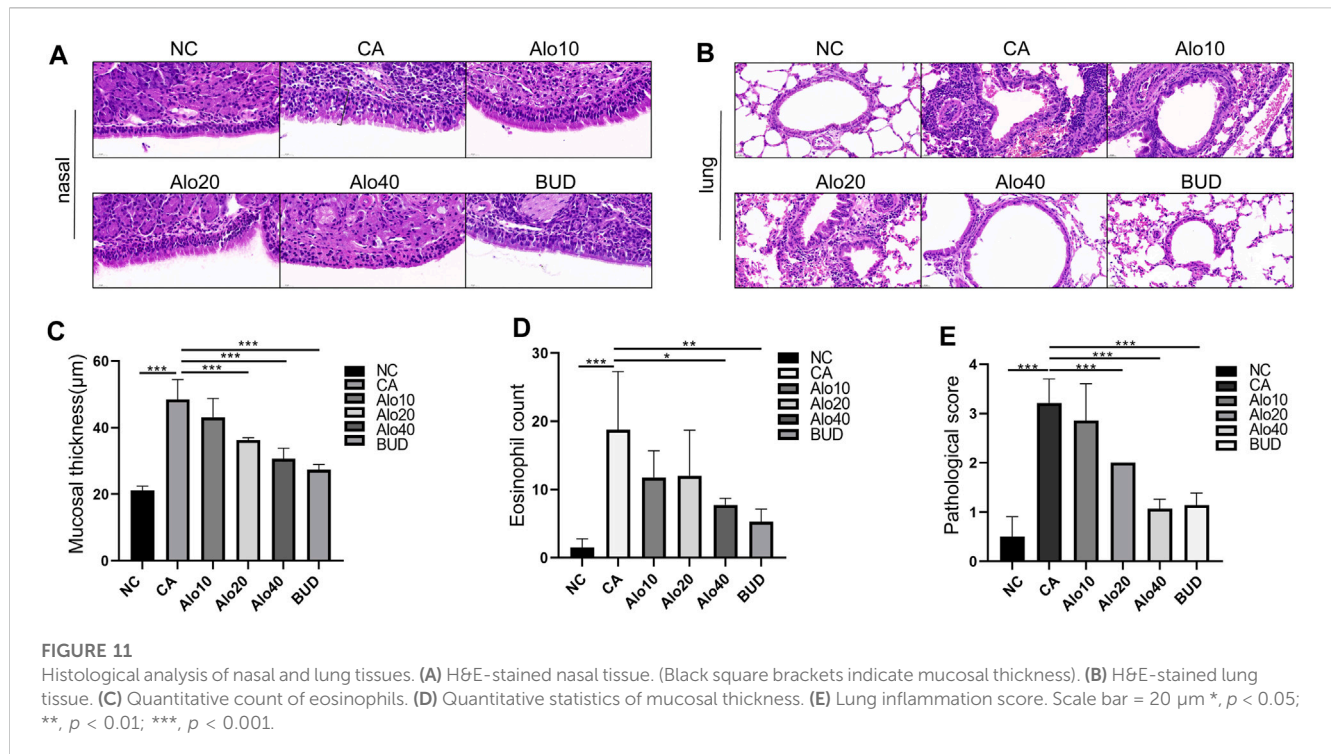 A
NC
CA
Alo10
nasal
Alo20
Alo40
BUD
B
NC
CA
Alo10
lung
Alo20
Alo40
BUD
C
Mucosal thickness(µm)
60
40
20
0
***
***
***
***
NC
CA
Alo10
Alo20
Alo40
BUD
NC
CA
Alo10
Alo20
Alo40
BUD
D
Eosinophil count
30
20
10
0
***
**
*
NC
CA
Alo10
Alo20
Alo40
BUD
NC
CA
Alo10
Alo20
Alo40
BUD
E
Pathological score
4
3
2
1
0
***
***
***
***
NC
CA
Alo10
Alo20
Alo40
BUD
NC
CA
Alo10
Alo20
Alo40
BUD
FIGURE 11
Histological analysis of nasal and lung tissues. (A) H&E-stained nasal tissue. (Black square brackets indicate mucosal thickness). (B) H&E-stained lung
tissue. (C) Quantitative count of eosinophils. (D) Quantitative statistics of mucosal thickness. (E) Lung inflammation score. Scale bar = 20 µm *, p < 0.05;
**, p < 0.01; ***, p < 0.001.